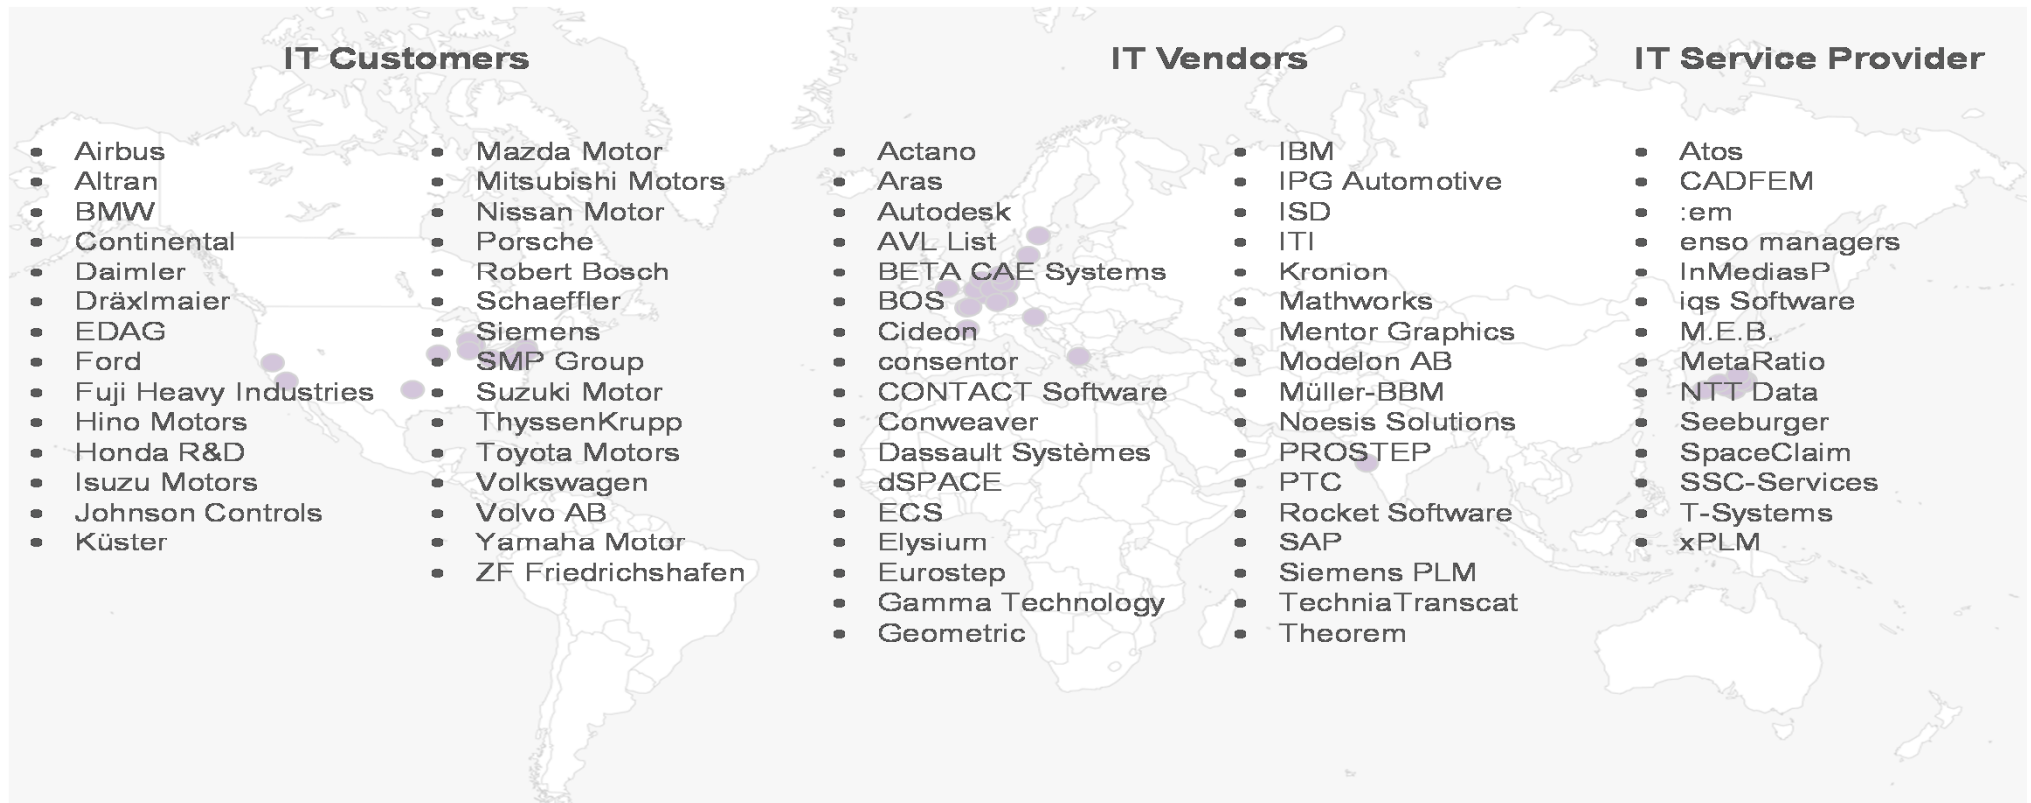 IT Customers
• Airbus
• Altran
• BMW
• Continental
• Daimler
• Dräxlmaier
• EDAG
• Ford
• Fuji Heavy Industries
• Hino Motors
• Honda R&D
• Isuzu Motors
• Johnson Controls
• Küster
• Mazda Motor
• Mitsubishi Motors
• Nissan Motor
• Porsche
• Robert Bosch
• Schaeffler
• Siemens
• SMP Group
• Suzuki Motor
• ThyssenKrupp
• Toyota Motors
• Volkswagen
• Volvo AB
• Yamaha Motor
• ZF Friedrichshafen
IT Vendors
• Actano
• Aras
• Autodesk
• AVL List
• BETA CAE Systems
• BOS
• Cideon
• consentor
• CONTACT Software
• Conweaver
• Dassault Systèmes
• dSPACE
• ECS
• Elysium
• Eurostep
• Gamma Technology
• Geometric
• IBM
• IPG Automotive
• ISD
• ITI
• Kronion
• Mathworks
• Mentor Graphics
• Modelon AB
• Müller-BBM
• Noesis Solutions
• PROSTEP
• PTC
• Rocket Software
• SAP
• Siemens PLM
• TechniaTranscat
• Theorem
IT Service Provider
• Atos
• CADFEM
• :em
• enso managers
• InMediasP
• iqs Software
• M.E.B.
• MetaRatio
• NTT Data
• Seeburger
• SpaceClaim
• SSC-Services
• T-Systems
• xPLM